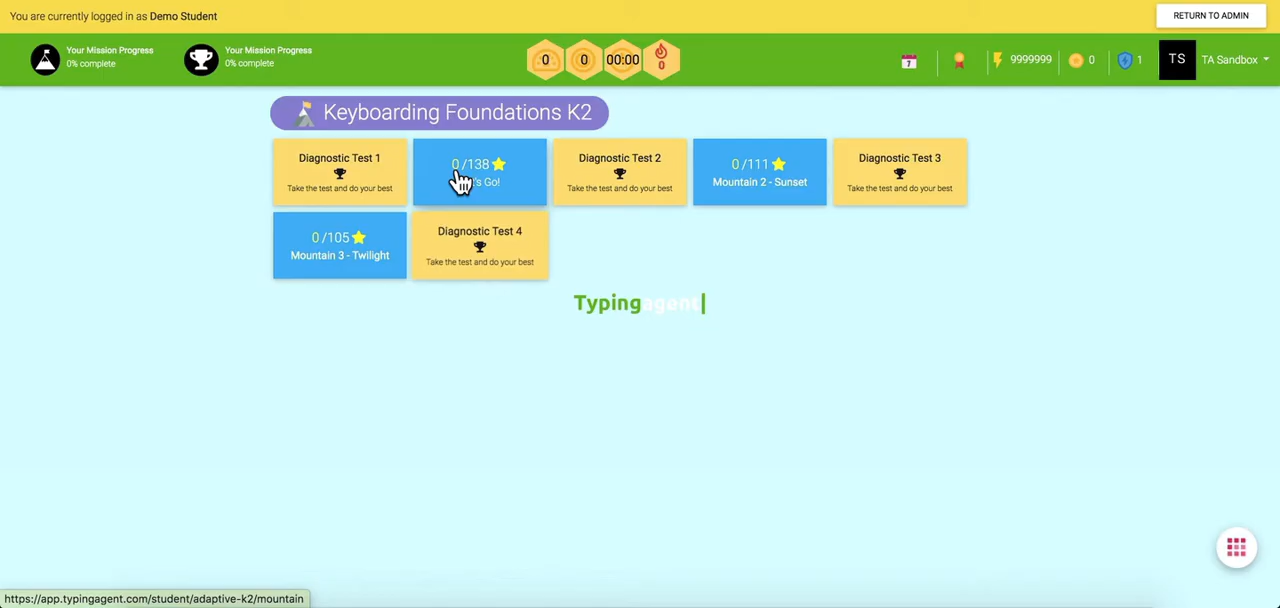 You are currently logged in as Demo Student
RETURN TO ADMIN
Your Mission Progress
0% complete
Your Mission Progress
0% complete
0
0
00:00
0
7
9999999
0
1
TS
TA Sandbox
Keyboarding Foundations K2
Diagnostic Test 1
Take the test and do your best
0 /138
's Go!
Diagnostic Test 2
Take the test and do your best
0 /111
Mountain 2 - Sunset
Diagnostic Test 3
Take the test and do your best
0 /105
Mountain 3 - Twilight
Diagnostic Test 4
Take the test and do your best
Typingagent
https://app.typingagent.com/student/adaptive-k2/mountain